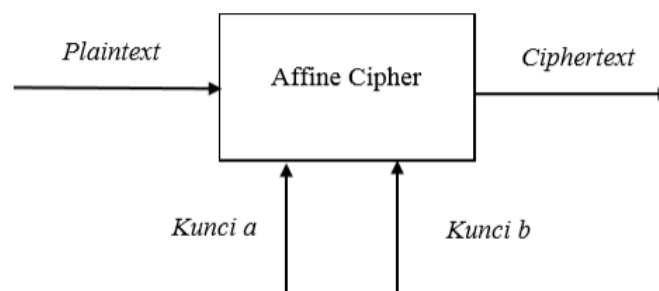 Plaintext
Affine Cipher
Ciphertext
Kunci a
Kunci b